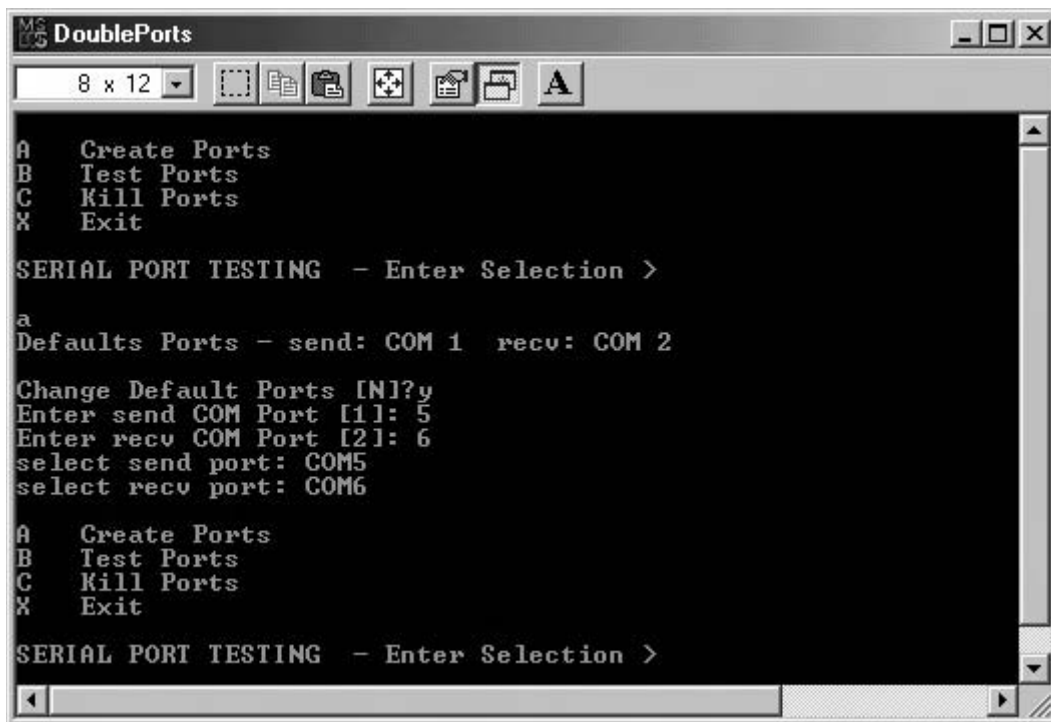 MS DOS DoublePorts
8 x 12
A
A    Create Ports
B    Test Ports
C    Kill Ports
X    Exit
SERIAL PORT TESTING  - Enter Selection >
a
Defaults Ports - send: COM 1  recv: COM 2
Change Default Ports [N]?y
Enter send COM Port [1]: 5
Enter recv COM Port [2]: 6
select send port: COM5
select recv port: COM6
A    Create Ports
B    Test Ports
C    Kill Ports
X    Exit
SERIAL PORT TESTING  - Enter Selection >